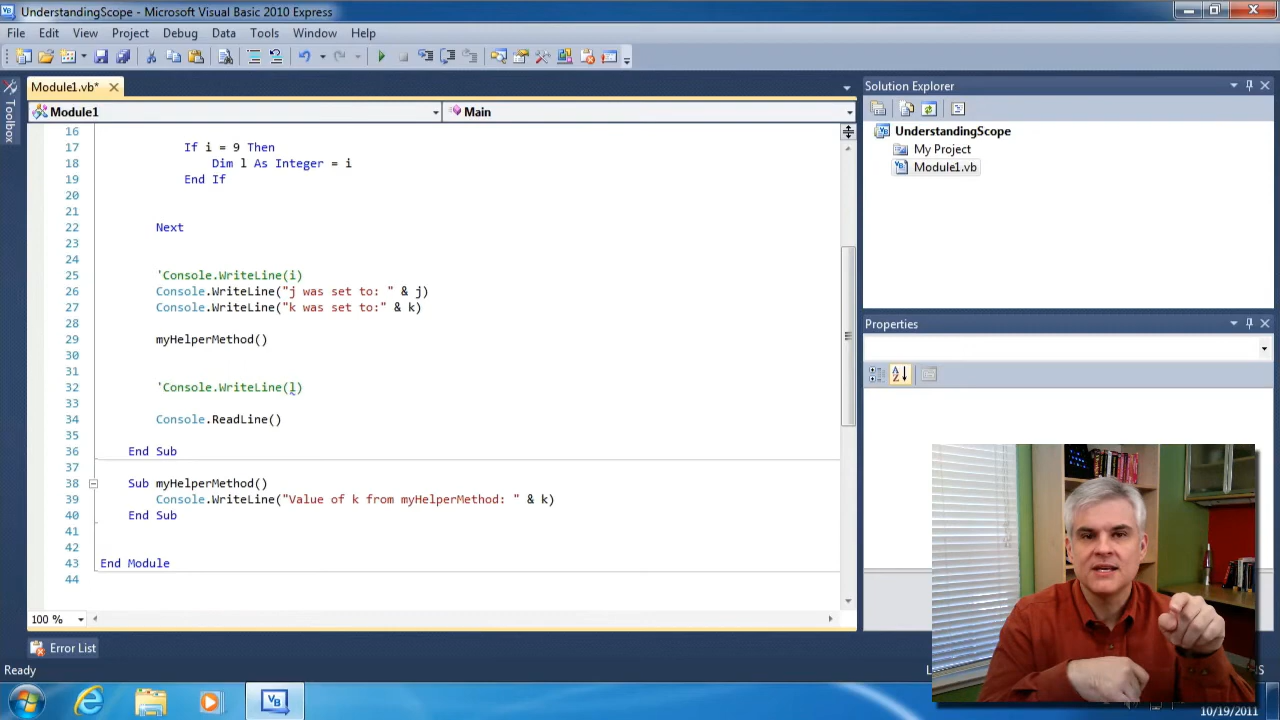 UnderstandingScope - Microsoft Visual Basic 2010 Express
File Edit View Project Debug Data Tools Window Help
Toolbox
Module1.vb*
Module1
Main
16
17 If i = 9 Then
18 Dim l As Integer = i
19 End If
20
21
22 Next
23
24
25 'Console.WriteLine(i)
26 Console.WriteLine("j was set to: " & j)
27 Console.WriteLine("k was set to:" & k)
28
29 myHelperMethod()
30
31
32 'Console.WriteLine(l)
33
34 Console.ReadLine()
35
36 End Sub
37
38 Sub myHelperMethod()
39 Console.WriteLine("Value of k from myHelperMethod: " & k)
40 End Sub
41
42
43 End Module
44
100 %
Error List
Ready
Solution Explorer
UnderstandingScope
My Project
Module1.vb
Properties
10/19/2011